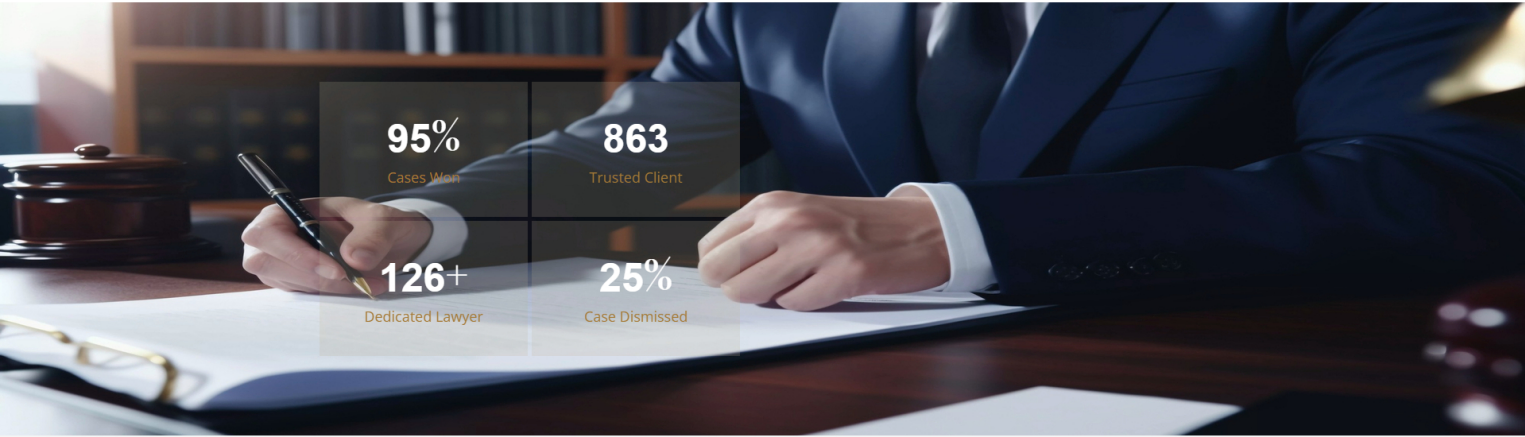 95%
Cases Won
863
Trusted Client
126+
Dedicated Lawyer
25%
Case Dismissed